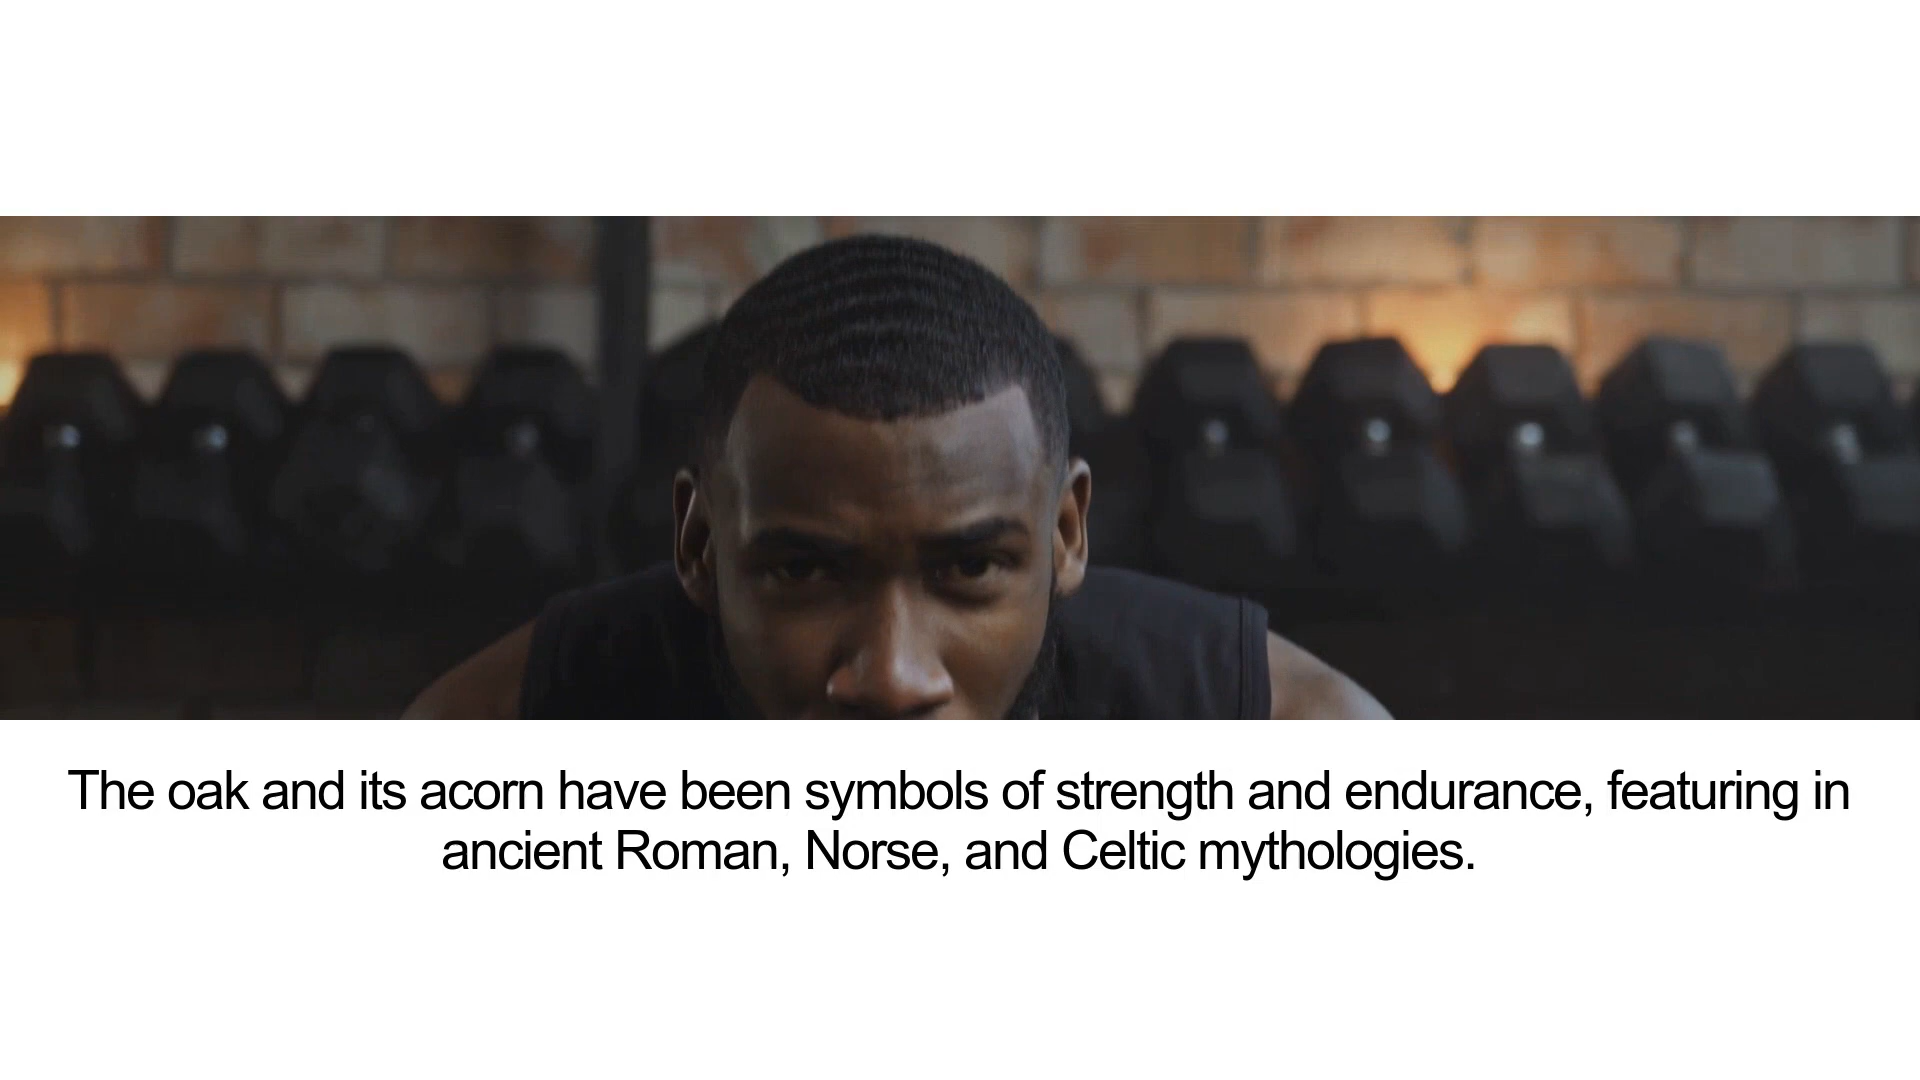 The oak and its acorn have been symbols of strength and endurance, featuring in
ancient Roman, Norse, and Celtic mythologies.